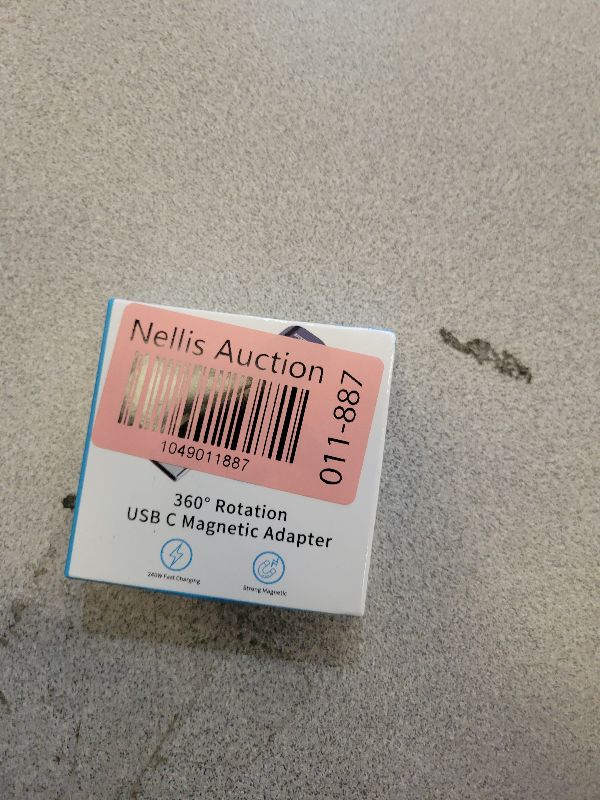 Nellis Auction
1049011887
011-887
360° Rotation
USB C Magnetic Adapter
240W Fast Charging
Strong Magnetic